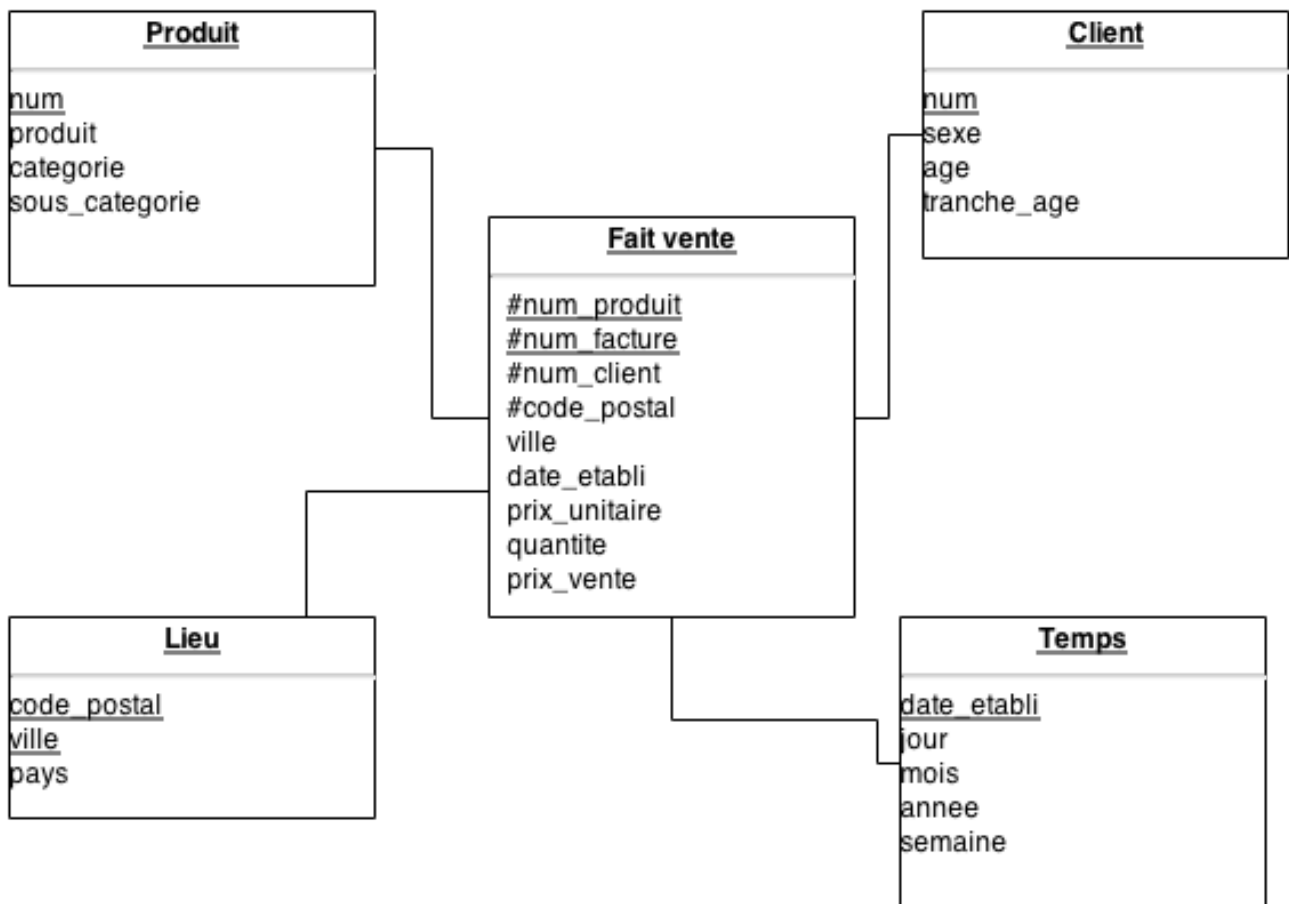 Produit
num
produit
categorie
sous_categorie
Client
num
sexe
age
tranche_age
Fait vente
#num_produit
#num_facture
#num_client
#code_postal
ville
date_etabli
prix_unitaire
quantite
prix_vente
Lieu
code_postal
ville
pays
Temps
date_etabli
jour
mois
annee
semaine